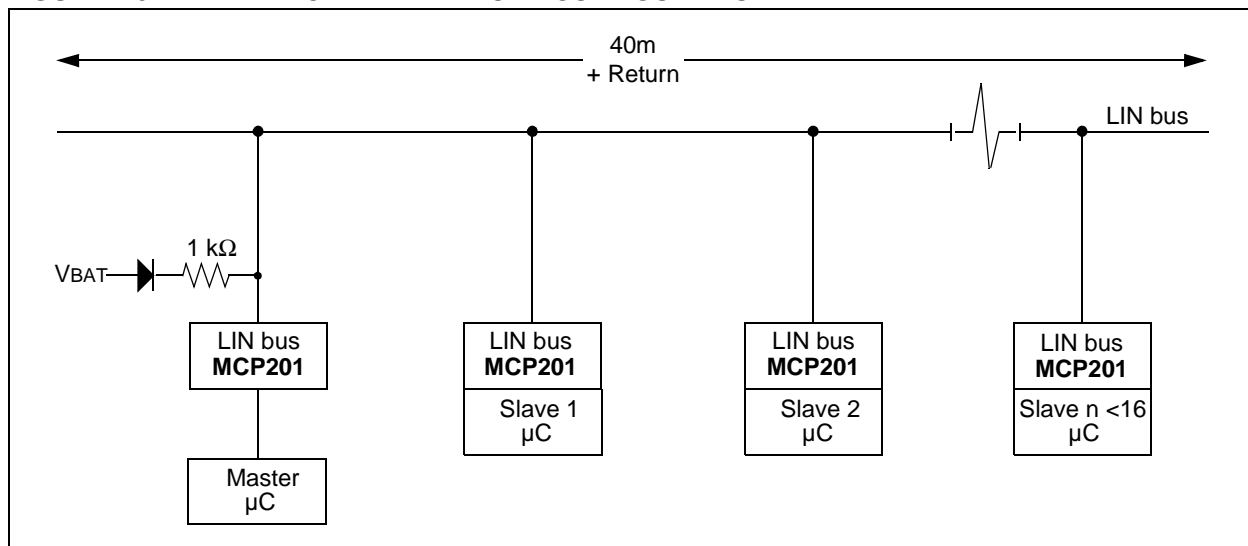 40m
+ Return
LIN bus
1 kΩ
VBAT
LIN bus
MCP201
Master
µC
LIN bus
MCP201
Slave 1
µC
LIN bus
MCP201
Slave 2
µC
LIN bus
MCP201
Slave n <16
µC